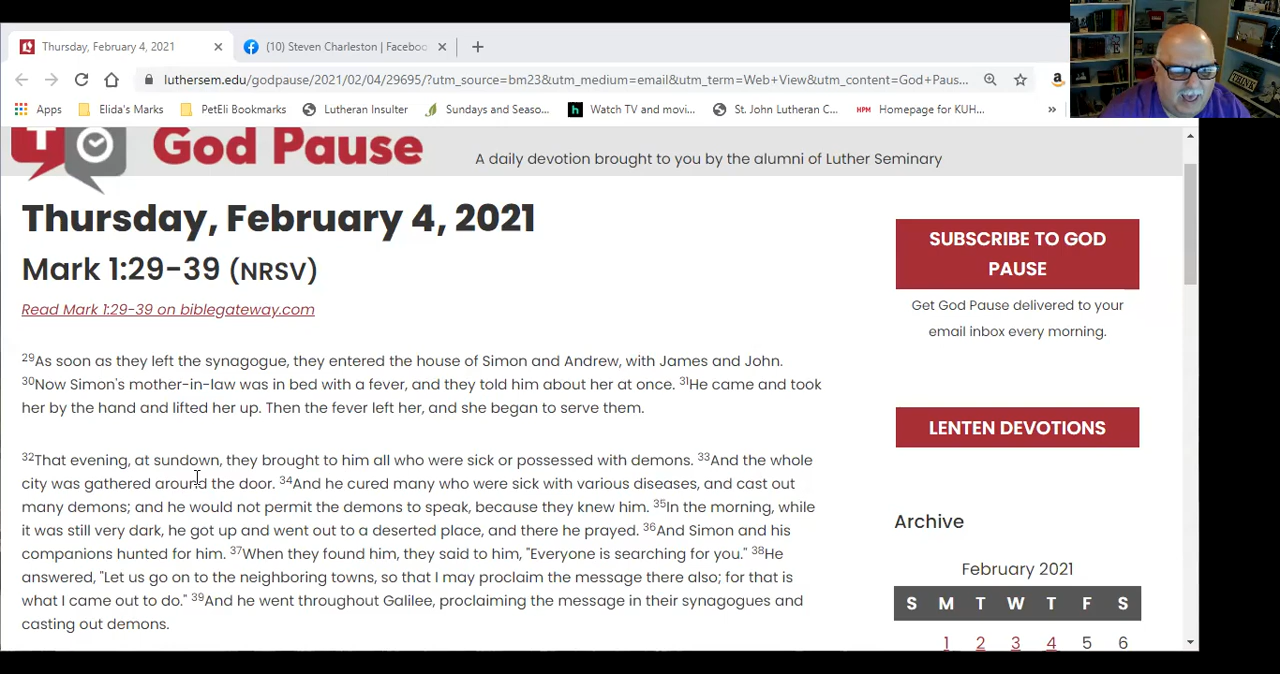 Thursday, February 4, 2021
(10) Steven Charleston | Facebo
luthersem.edu/godpause/2021/02/04/29695/?utm_source=bm23&utm_medium=email&utm_term=Web+View&utm_content=God+Paus...
Apps Elida's Marks PetEli Bookmarks Lutheran Insulter Sundays and Seaso... Watch TV and movi... St. John Lutheran C... HPM Homepage for KUH... »
God Pause
A daily devotion brought to you by the alumni of Luther Seminary
Thursday, February 4, 2021
Mark 1:29-39 (NRSV)
Read Mark 1:29-39 on biblegateway.com
29As soon as they left the synagogue, they entered the house of Simon and Andrew, with James and John.
30Now Simon's mother-in-law was in bed with a fever, and they told him about her at once. 31He came and took
her by the hand and lifted her up. Then the fever left her, and she began to serve them.
32That evening, at sundown, they brought to him all who were sick or possessed with demons. 33And the whole
city was gathered around the door. 34And he cured many who were sick with various diseases, and cast out
many demons; and he would not permit the demons to speak, because they knew him. 35In the morning, while
it was still very dark, he got up and went out to a deserted place, and there he prayed. 36And Simon and his
companions hunted for him. 37When they found him, they said to him, "Everyone is searching for you." 38He
answered, "Let us go on to the neighboring towns, so that I may proclaim the message there also; for that is
what I came out to do." 39And he went throughout Galilee, proclaiming the message in their synagogues and
casting out demons.
SUBSCRIBE TO GOD
PAUSE
Get God Pause delivered to your
email inbox every morning.
LENTEN DEVOTIONS
Archive
February 2021
S M T W T F S
1 2 3 4 5 6